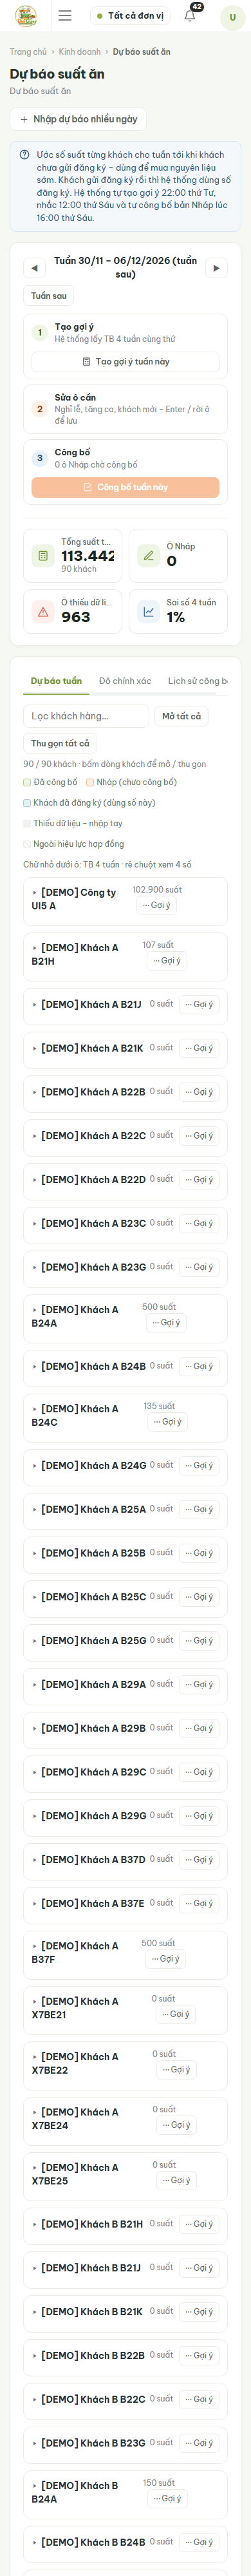 Tất cả đơn vị
42
U
Trang chủ › Kinh doanh › Dự báo suất ăn
Dự báo suất ăn
Dự báo suất ăn
+ Nhập dự báo nhiều ngày
Ước số suất từng khách cho tuần tới khi khách
chưa gửi đăng ký – dùng để mua nguyên liệu
sớm. Khách gửi đăng ký rồi thì hệ thống dùng số
đăng ký. Hệ thống tự tạo gợi ý 22:00 thứ Tư,
nhắc 12:00 thứ Sáu và tự công bố bản Nháp lúc
16:00 thứ Sáu.
Tuần 30/11 – 06/12/2026 (tuần
sau)
Tuần sau
1
Tạo gợi ý
Hệ thống lấy TB 4 tuần cùng thứ
Tạo gợi ý tuần này
2
Sửa ô cần
Nghỉ lễ, tăng ca, khách mới – Enter / rời ô
để lưu
3
Công bố
0 ô Nháp chờ công bố
Công bố tuần này
Tổng suất t...
113.442
90 khách
Ô Nháp
0
Ô thiếu dữ li...
963
Sai số 4 tuần
1%
Dự báo tuần
Độ chính xác
Lịch sử công b
Lọc khách hàng...
Mở tất cả
Thu gọn tất cả
90 / 90 khách · bấm dòng khách để mở / thu gọn
Đã công bố
Nháp (chưa công bố)
Khách đã đăng ký (dùng số này)
Thiếu dữ liệu – nhập tay
Ngoài hiệu lực hợp đồng
Chữ nhỏ dưới ô: TB 4 tuần · rê chuột xem 4 số
[DEMO] Công ty
UI5 A
102.900 suất
··· Gợi ý
[DEMO] Khách A
B21H
107 suất
··· Gợi ý
[DEMO] Khách A B21J 0 suất ··· Gợi ý
[DEMO] Khách A B21K 0 suất ··· Gợi ý
[DEMO] Khách A B22B 0 suất ··· Gợi ý
[DEMO] Khách A B22C 0 suất ··· Gợi ý
[DEMO] Khách A B22D 0 suất ··· Gợi ý
[DEMO] Khách A B23C 0 suất ··· Gợi ý
[DEMO] Khách A B23G 0 suất ··· Gợi ý
[DEMO] Khách A
B24A
500 suất
··· Gợi ý
[DEMO] Khách A B24B 0 suất ··· Gợi ý
[DEMO] Khách A
B24C
135 suất
··· Gợi ý
[DEMO] Khách A B24G 0 suất ··· Gợi ý
[DEMO] Khách A B25A 0 suất ··· Gợi ý
[DEMO] Khách A B25B 0 suất ··· Gợi ý
[DEMO] Khách A B25C 0 suất ··· Gợi ý
[DEMO] Khách A B25G 0 suất ··· Gợi ý
[DEMO] Khách A B29A 0 suất ··· Gợi ý
[DEMO] Khách A B29B 0 suất ··· Gợi ý
[DEMO] Khách A B29C 0 suất ··· Gợi ý
[DEMO] Khách A B29G 0 suất ··· Gợi ý
[DEMO] Khách A B37D 0 suất ··· Gợi ý
[DEMO] Khách A B37E 0 suất ··· Gợi ý
[DEMO] Khách A
B37F
500 suất
··· Gợi ý
[DEMO] Khách A
X7BE21
0 suất
··· Gợi ý
[DEMO] Khách A
X7BE22
0 suất
··· Gợi ý
[DEMO] Khách A
X7BE24
0 suất
··· Gợi ý
[DEMO] Khách A
X7BE25
0 suất
··· Gợi ý
[DEMO] Khách B B21H 0 suất ··· Gợi ý
[DEMO] Khách B B21J 0 suất ··· Gợi ý
[DEMO] Khách B B21K 0 suất ··· Gợi ý
[DEMO] Khách B B22B 0 suất ··· Gợi ý
[DEMO] Khách B B22C 0 suất ··· Gợi ý
[DEMO] Khách B B23G 0 suất ··· Gợi ý
[DEMO] Khách B
B24A
150 suất
··· Gợi ý
[DEMO] Khách B B24B 0 suất ··· Gợi ý